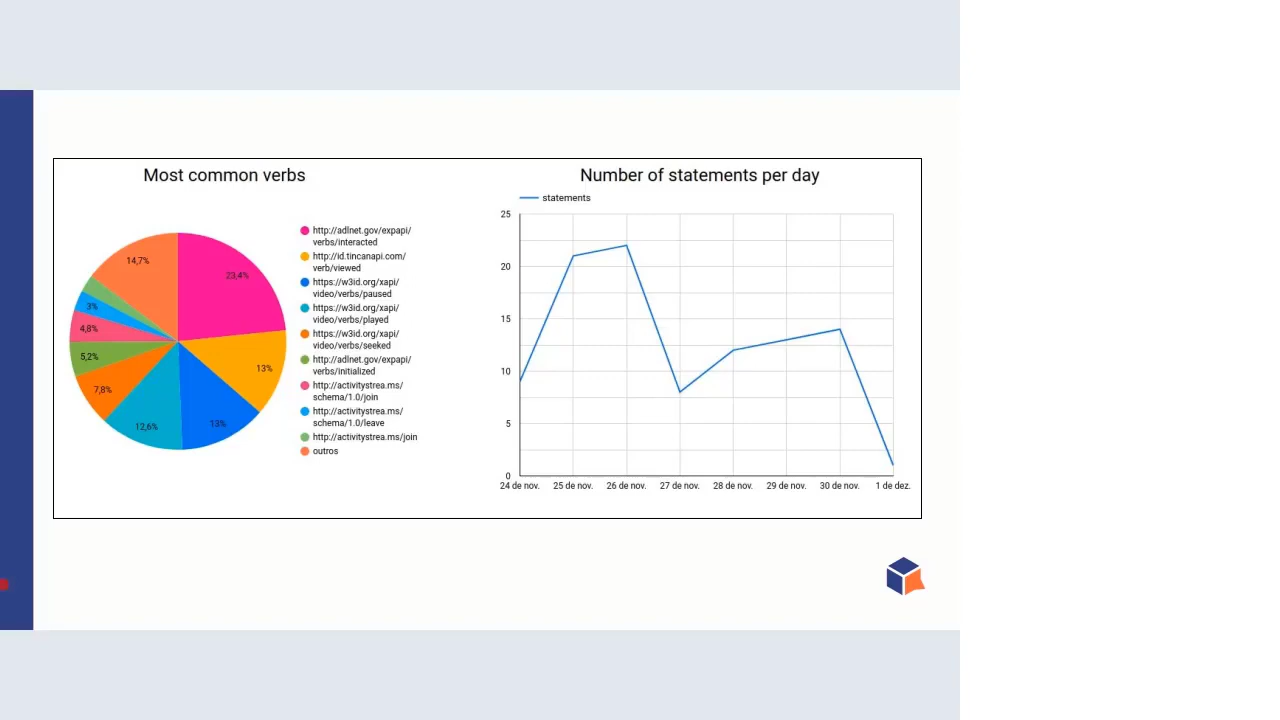 Most common verbs
14,7%
23,4%
3%
4,8%
5,2%
7,8%
12,6%
13%
13%
http://adlnet.gov/expapi/
verbs/interacted
http://id.tincanapi.com/
verb/viewed
https://w3id.org/xapi/
video/verbs/paused
https://w3id.org/xapi/
video/verbs/played
https://w3id.org/xapi/
video/verbs/seeked
http://adlnet.gov/expapi/
verbs/initialized
http://activitystrea.ms/
schema/1.0/join
http://activitystrea.ms/
schema/1.0/leave
http://activitystrea.ms/join
outros
Number of statements per day
statements
25
20
15
10
5
0
24 de nov. 25 de nov. 26 de nov. 27 de nov. 28 de nov. 29 de nov. 30 de nov. 1 de dez.